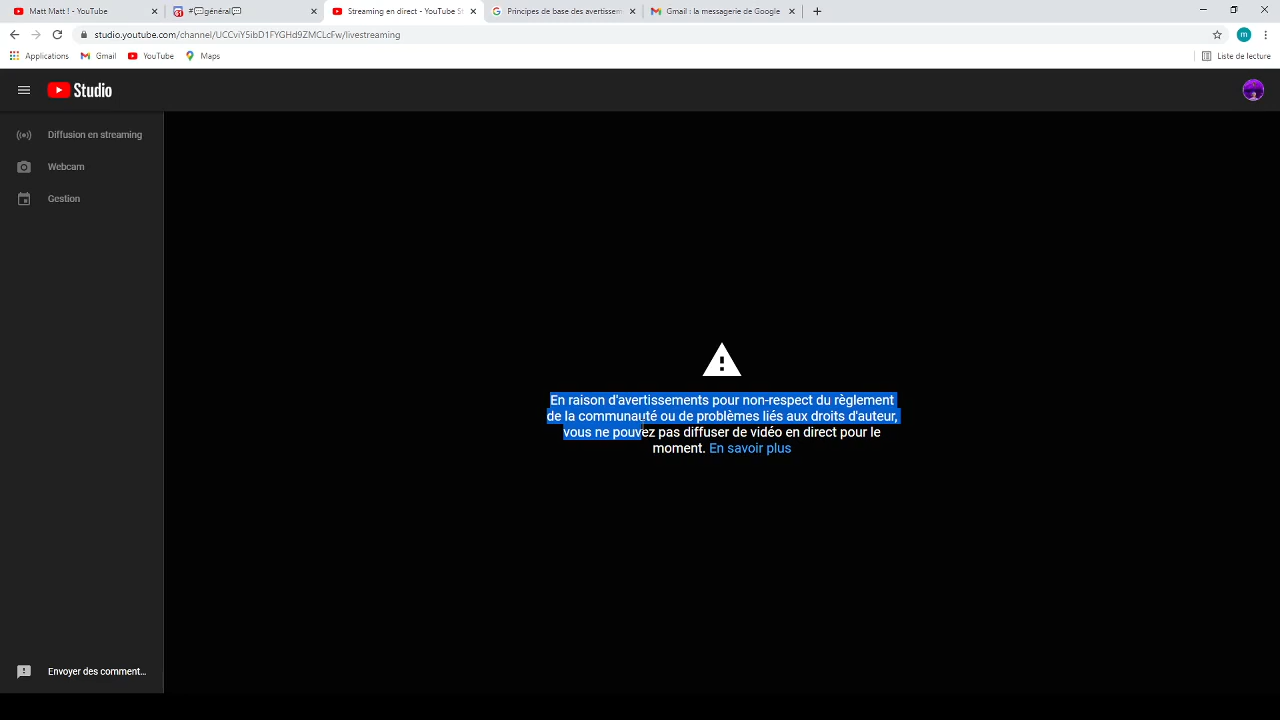 Matt Matt ! - YouTube
#💬général💬
Streaming en direct - YouTube St
Principes de base des avertissem
Gmail : la messagerie de Google
studio.youtube.com/channel/UCCviY5ibD1FYGHd9ZMCLcFw/livestreaming
m
Applications
Gmail
YouTube
Maps
Liste de lecture
Studio
Diffusion en streaming
Webcam
Gestion
En raison d'avertissements pour non-respect du règlement
de la communauté ou de problèmes liés aux droits d'auteur,
vous ne pouvez pas diffuser de vidéo en direct pour le
moment. En savoir plus
Envoyer des comment…